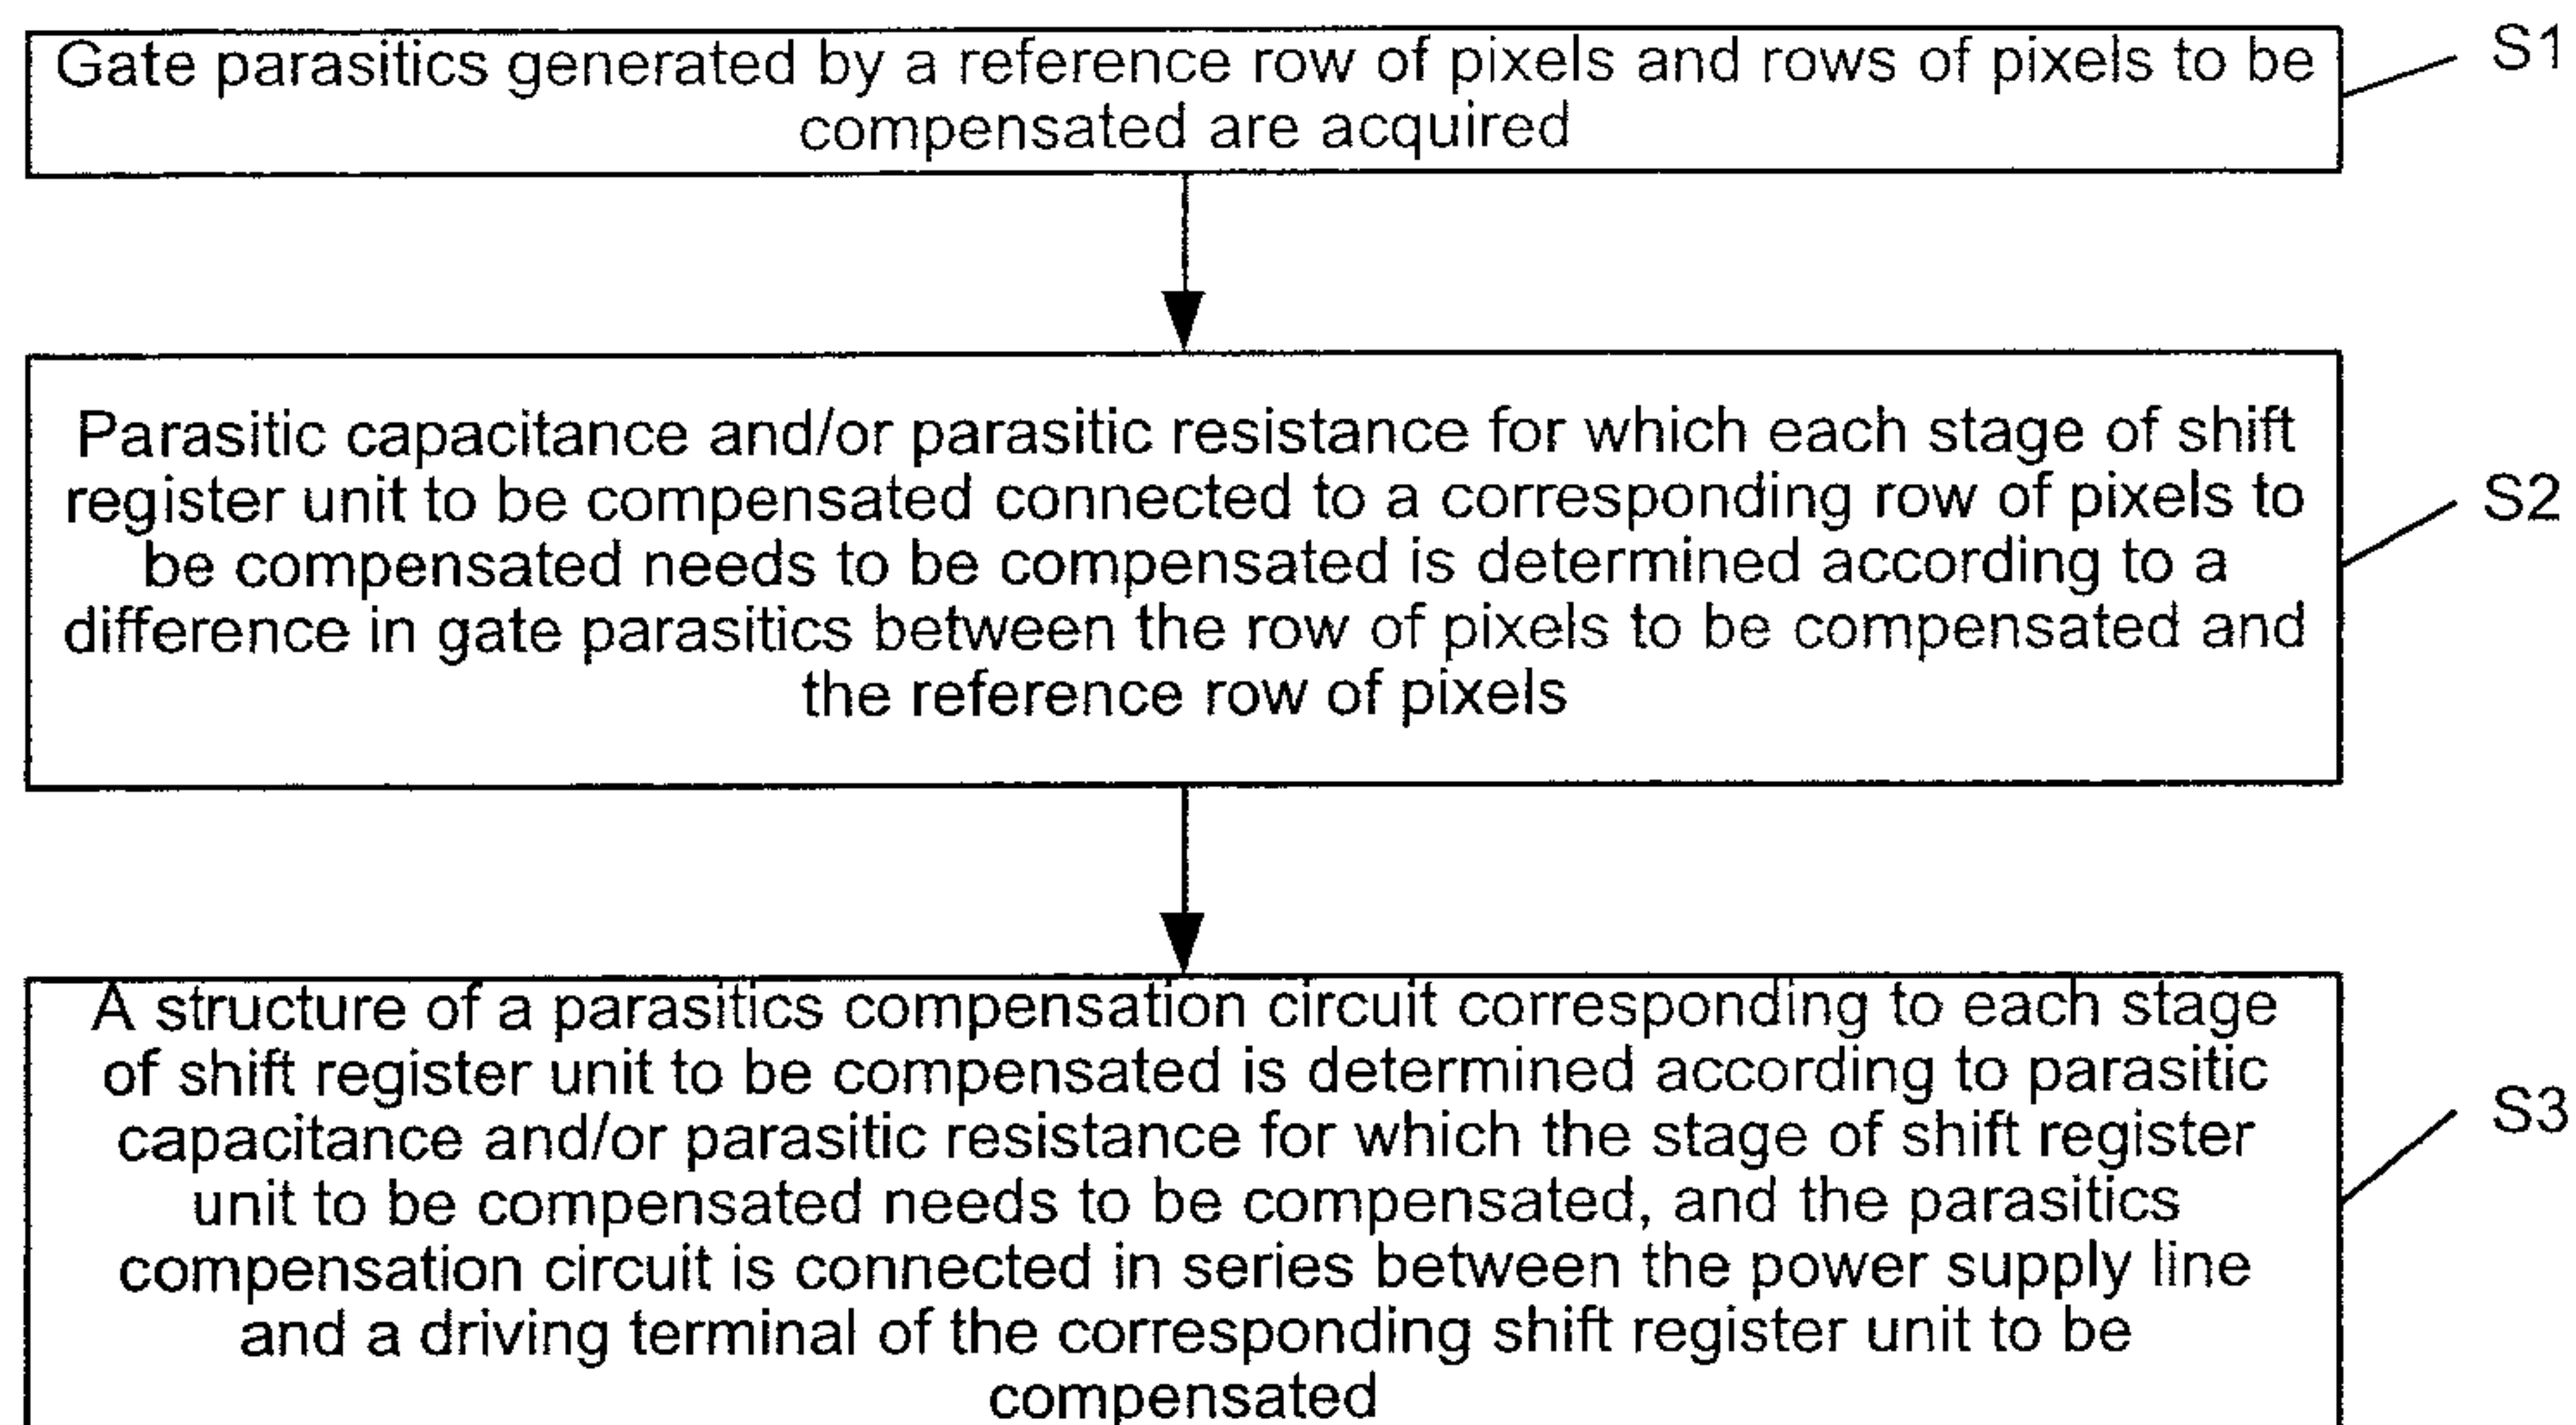 Gate parasitics generated by a reference row of pixels and rows of pixels to be
compensated are acquired
S1
Parasitic capacitance and/or parasitic resistance for which each stage of shift
register unit to be compensated connected to a corresponding row of pixels to
be compensated needs to be compensated is determined according to a
difference in gate parasitics between the row of pixels to be compensated and
the reference row of pixels
S2
A structure of a parasitics compensation circuit corresponding to each stage
of shift register unit to be compensated is determined according to parasitic
capacitance and/or parasitic resistance for which the stage of shift register
unit to be compensated needs to be compensated, and the parasitics
compensation circuit is connected in series between the power supply line
and a driving terminal of the corresponding shift register unit to be
compensated
S3